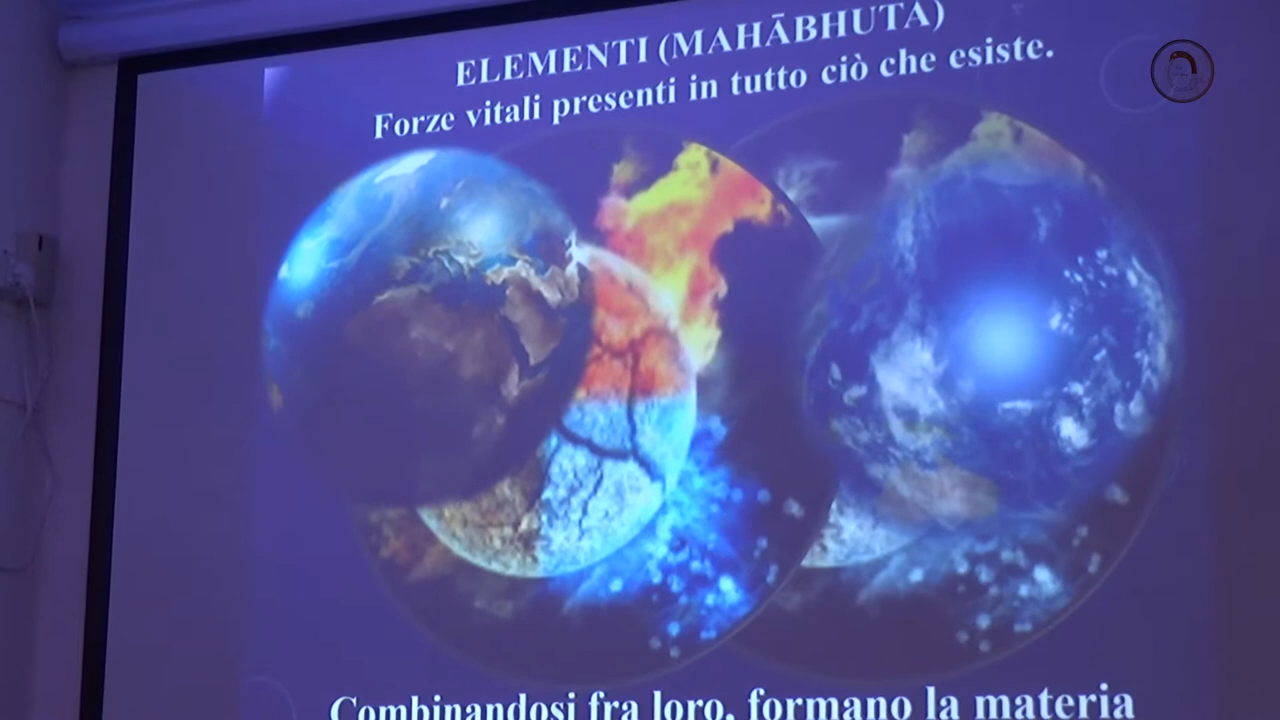 ELEMENTI (MAHĀBHUTA)
Forze vitali presenti in tutto ciò che esiste.
Combinandosi fra loro, formano la materia